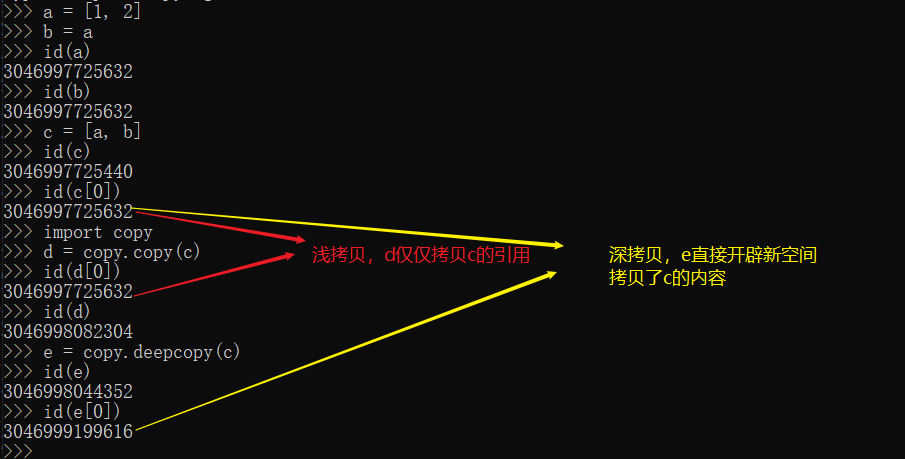 >>> a = [1, 2]
>>> b = a
>>> id(a)
3046997725632
>>> id(b)
3046997725632
>>> c = [a, b]
>>> id(c)
3046997725440
>>> id(c[0])
3046997725632
>>> import copy
>>> d = copy.copy(c)
>>> id(d[0])
3046997725632
>>> id(d)
3046998082304
>>> e = copy.deepcopy(c)
>>> id(e)
3046998044352
>>> id(e[0])
3046999199616
>>>
浅拷贝，d仅仅拷贝c的引用
深拷贝，e直接开辟新空间
拷贝了c的内容